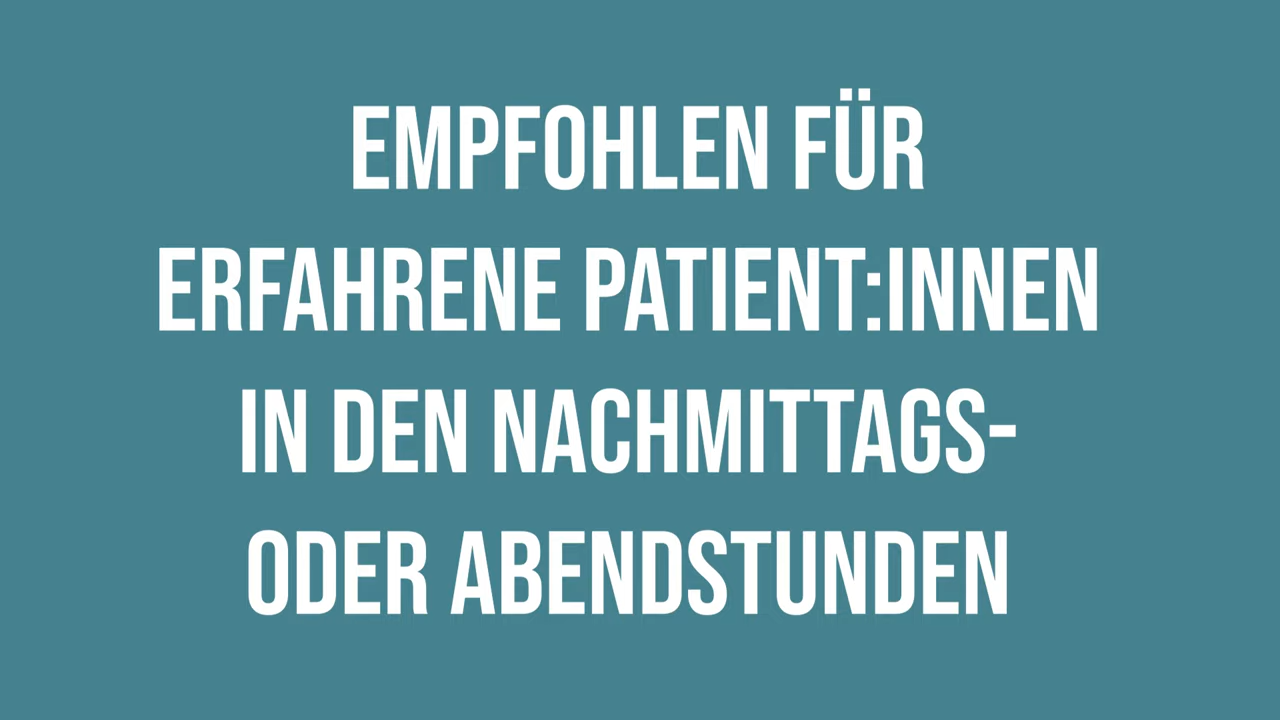 EMPFOHLEN FÜR
ERFAHRENE PATIENT:INNEN
IN DEN NACHMITTAGS-
ODER ABENDSTUNDEN